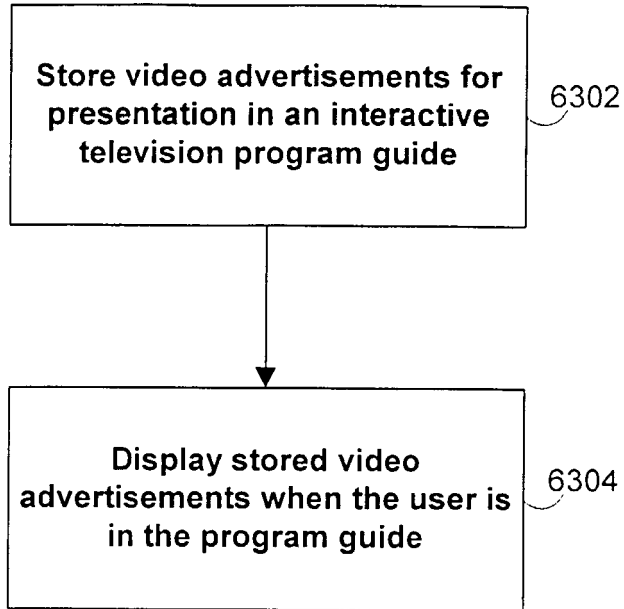 Store video advertisements for
presentation in an interactive
television program guide
6302
Display stored video
advertisements when the user is
in the program guide
6304